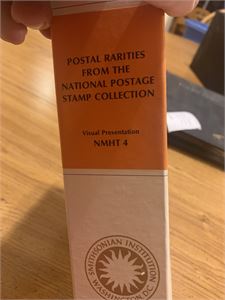 POSTAL RARITIES
FROM THE
NATIONAL POSTAGE
STAMP COLLECTION
Visual Presentation
NMHT 4
SMITHSONIAN INSTITUTION
WASHINGTON DC